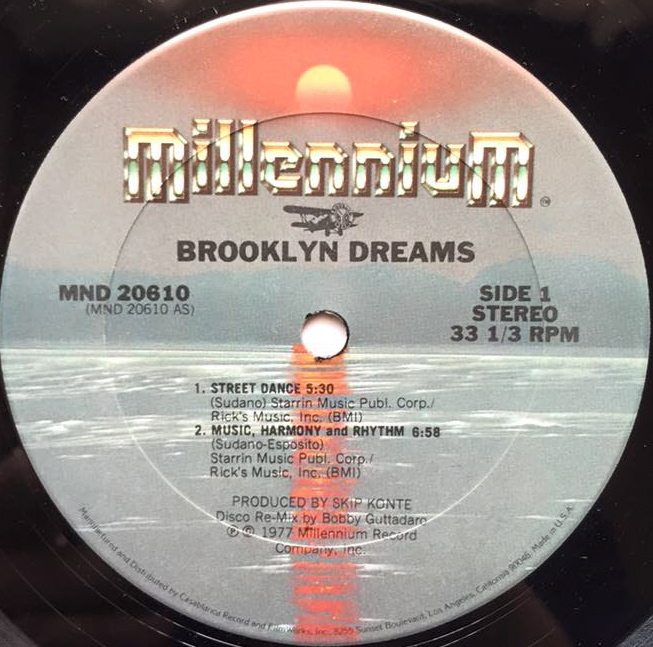 millennium
TM
BROOKLYN DREAMS
MND 20610
(MND 20610 AS)
SIDE 1
STEREO
33 1/3 RPM
1. STREET DANCE 5:30
(Sudano) Starrin Music Publ. Corp./
Rick's Music, Inc. (BMI)
2. MUSIC, HARMONY and RHYTHM 6:58
(Sudano-Esposito)
Starrin Music Publ. Corp./
Rick's Music, Inc. (BMI)
PRODUCED BY SKIP KONTE
Disco Re-Mix by Bobby Guttadaro
℗ © 1977 Millennium Record
Company, Inc.
Manufactured and Distributed by Casablanca Record and FilmWorks, Inc., 8255 Sunset Boulevard, Los Angeles, California 90046. Made in U.S.A.